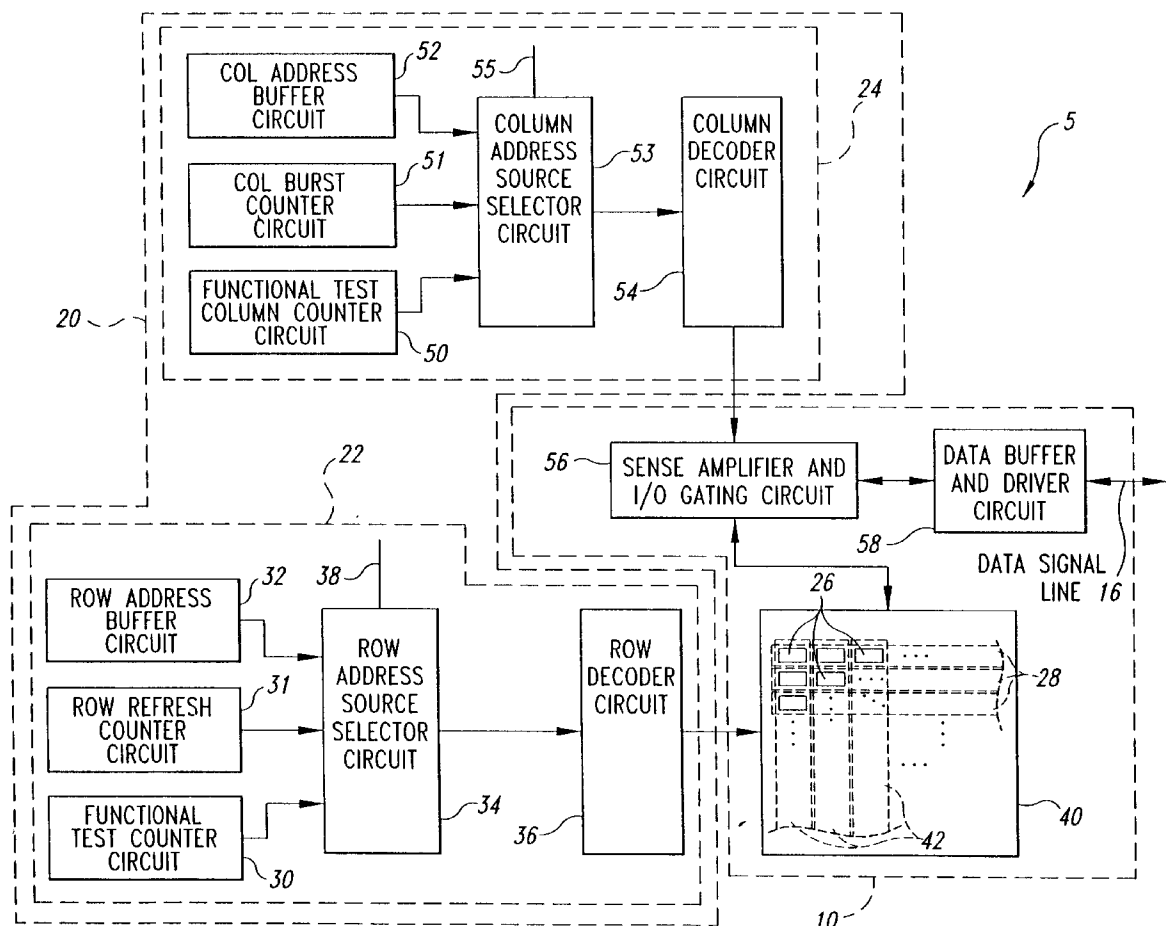 52
COL ADDRESS
BUFFER
CIRCUIT
51
COL BURST
COUNTER
CIRCUIT
FUNCTIONAL TEST
COLUMN COUNTER
CIRCUIT
50
55
COLUMN
ADDRESS
SOURCE
SELECTOR
CIRCUIT
53
COLUMN
DECODER
CIRCUIT
54
24
5
20
56
SENSE AMPLIFIER AND
I/O GATING CIRCUIT
DATA BUFFER
AND DRIVER
CIRCUIT
58
DATA SIGNAL
LINE 16
22
32
ROW ADDRESS
BUFFER
CIRCUIT
31
ROW REFRESH
COUNTER
CIRCUIT
FUNCTIONAL
TEST COUNTER
CIRCUIT
30
38
ROW
ADDRESS
SOURCE
SELECTOR
CIRCUIT
34
ROW
DECODER
CIRCUIT
36
26
28
42
40
10